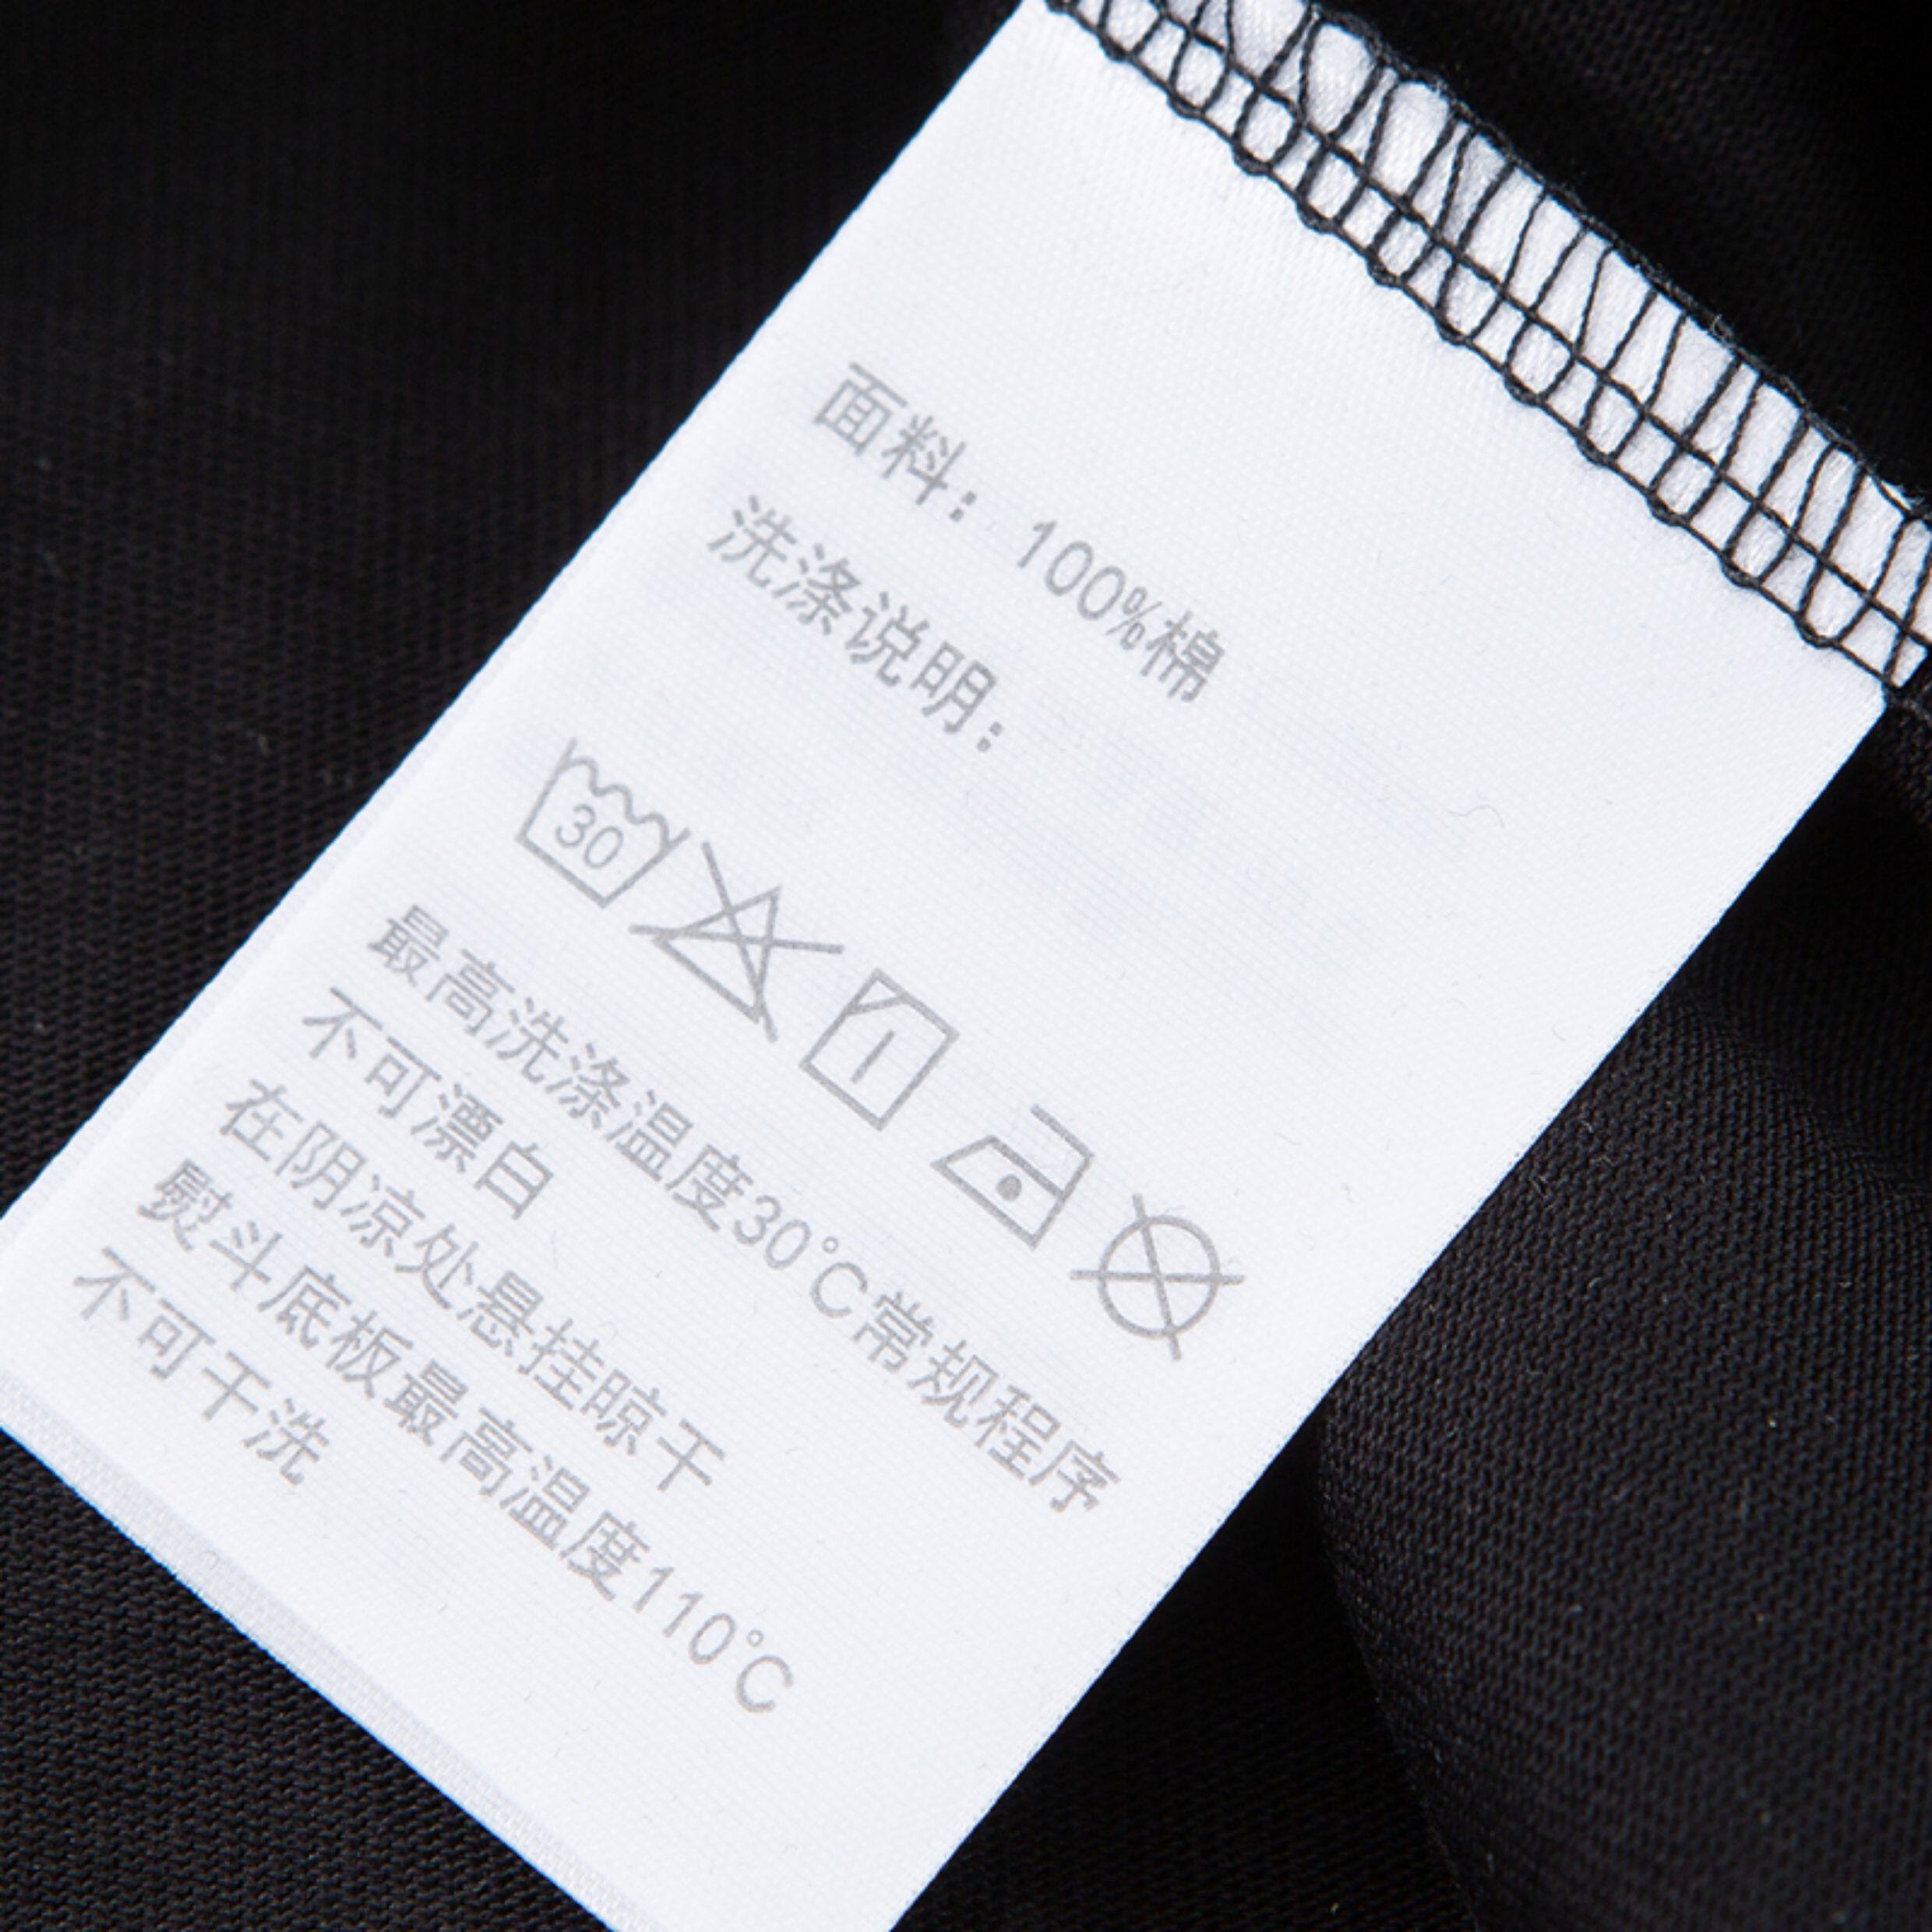 面料：100%棉
洗涤说明：
30
最高洗涤温度30℃常规程序
不可漂白
在阴凉处悬挂晾干
熨斗底板最高温度110℃
不可干洗